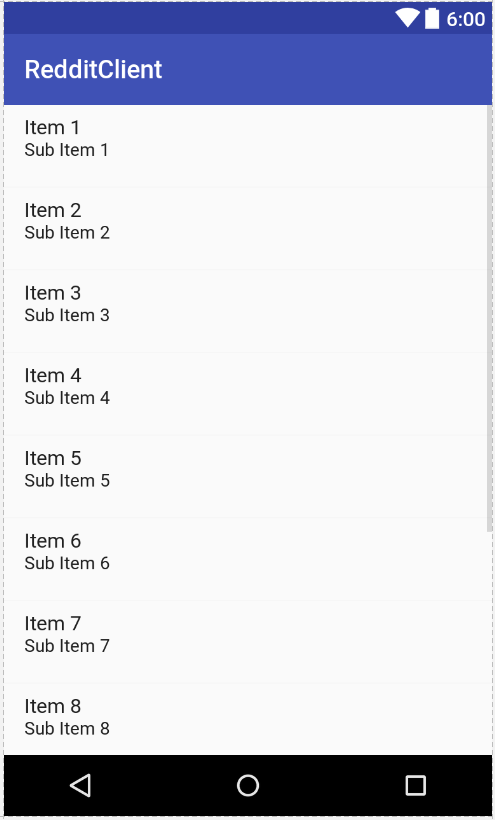 6:00
RedditClient
Item 1
Sub Item 1
Item 2
Sub Item 2
Item 3
Sub Item 3
Item 4
Sub Item 4
Item 5
Sub Item 5
Item 6
Sub Item 6
Item 7
Sub Item 7
Item 8
Sub Item 8